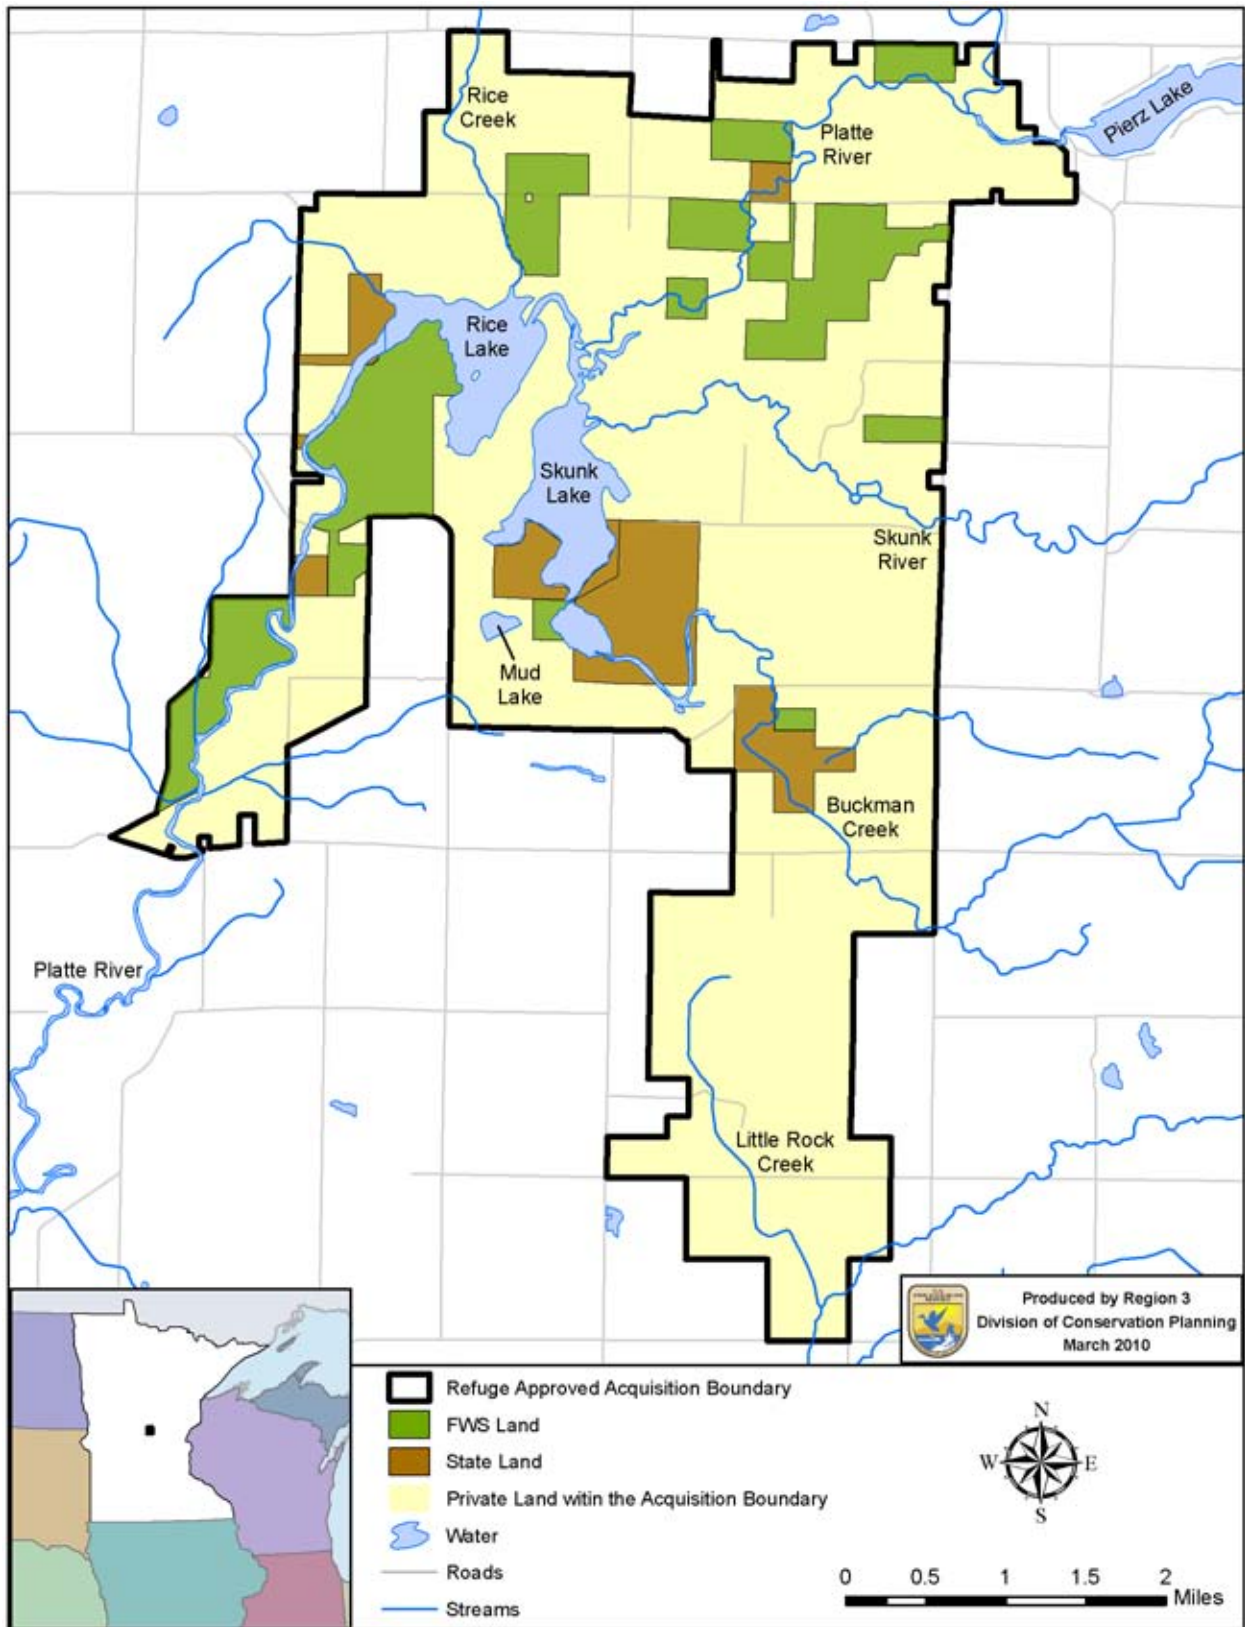 Rice
Creek
Platte
River
Pierz Lake
Rice
Lake
Skunk
Lake
Skunk
River
Mud
Lake
Buckman
Creek
Platte River
Little Rock
Creek
Produced by Region 3
Division of Conservation Planning
March 2010
Refuge Approved Acquisition Boundary
FWS Land
State Land
Private Land witin the Acquisition Boundary
Water
Roads
Streams
N
W E
S
0 0.5 1 1.5 2
Miles